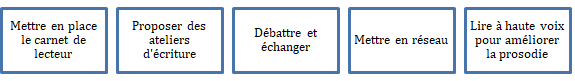 Mettre en place
le carnet de
lecteur
Proposer des
ateliers
d'écriture
Débattre et
échanger
Mettre en réseau
Lire à haute voix
pour améliorer
la prosodie